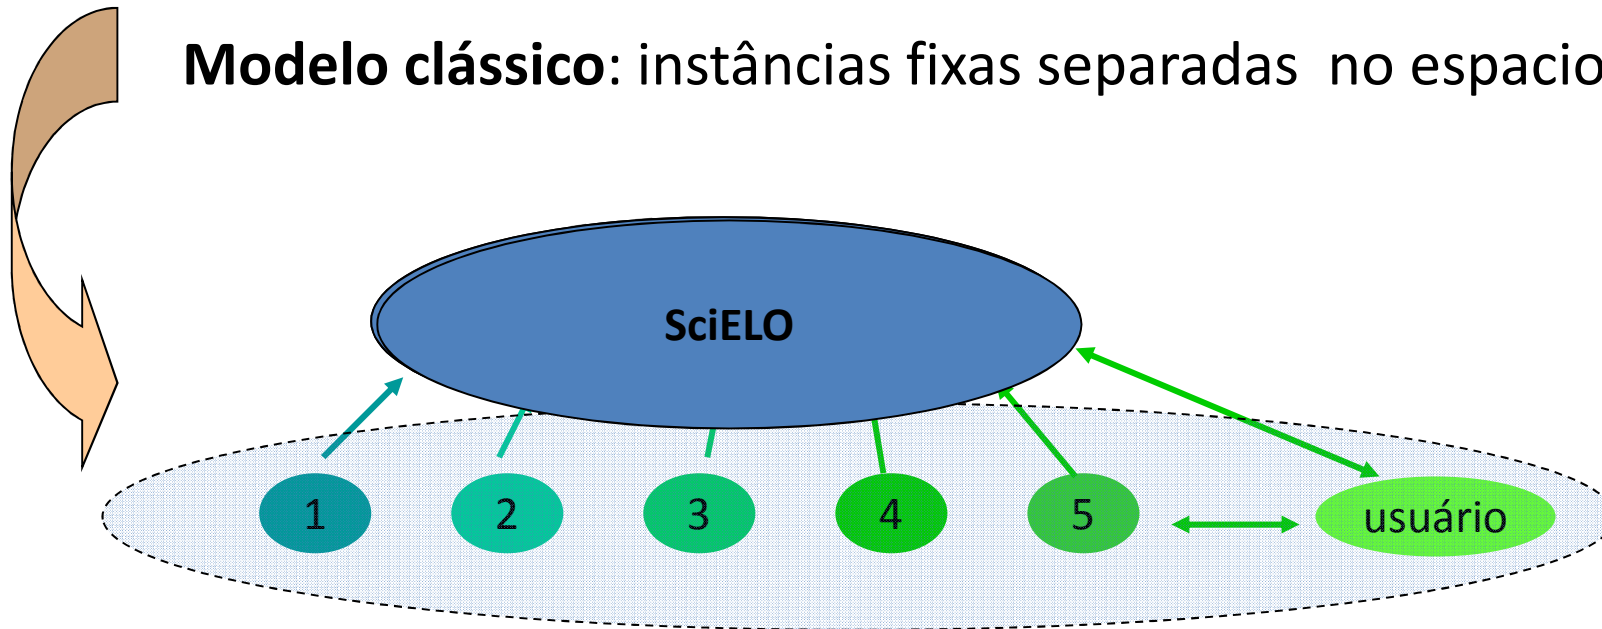 Modelo clássico: instâncias fixas separadas no espacio
SciELO
1 2 3 4 5 usuário